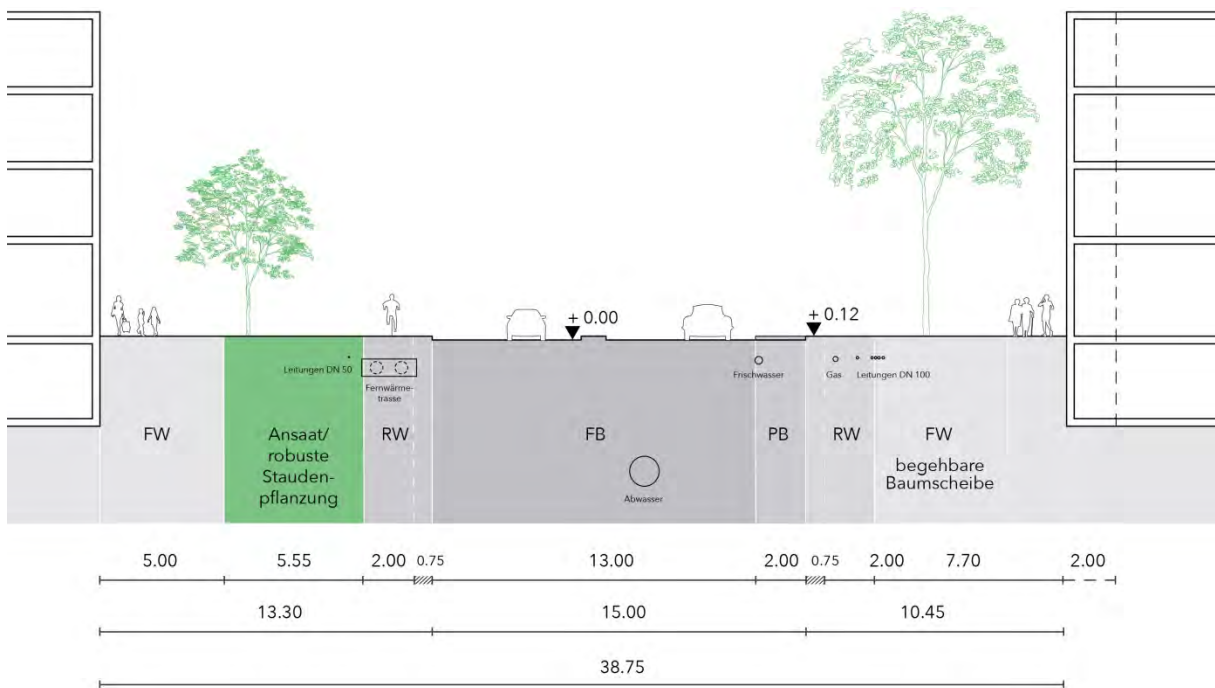 + 0.00
+ 0.12
Leitungen DN 50
Fernwärme-
trasse
Frischwasser
Gas
Leitungen DN 100
FW
Ansaat/
robuste
Stauden-
pflanzung
RW
FB
Abwasser
PB
RW
FW
begehbare
Baumscheibe
5.00 5.55 2.00 0.75 13.00 2.00 0.75 2.00 7.70 2.00
13.30 15.00 10.45
38.75